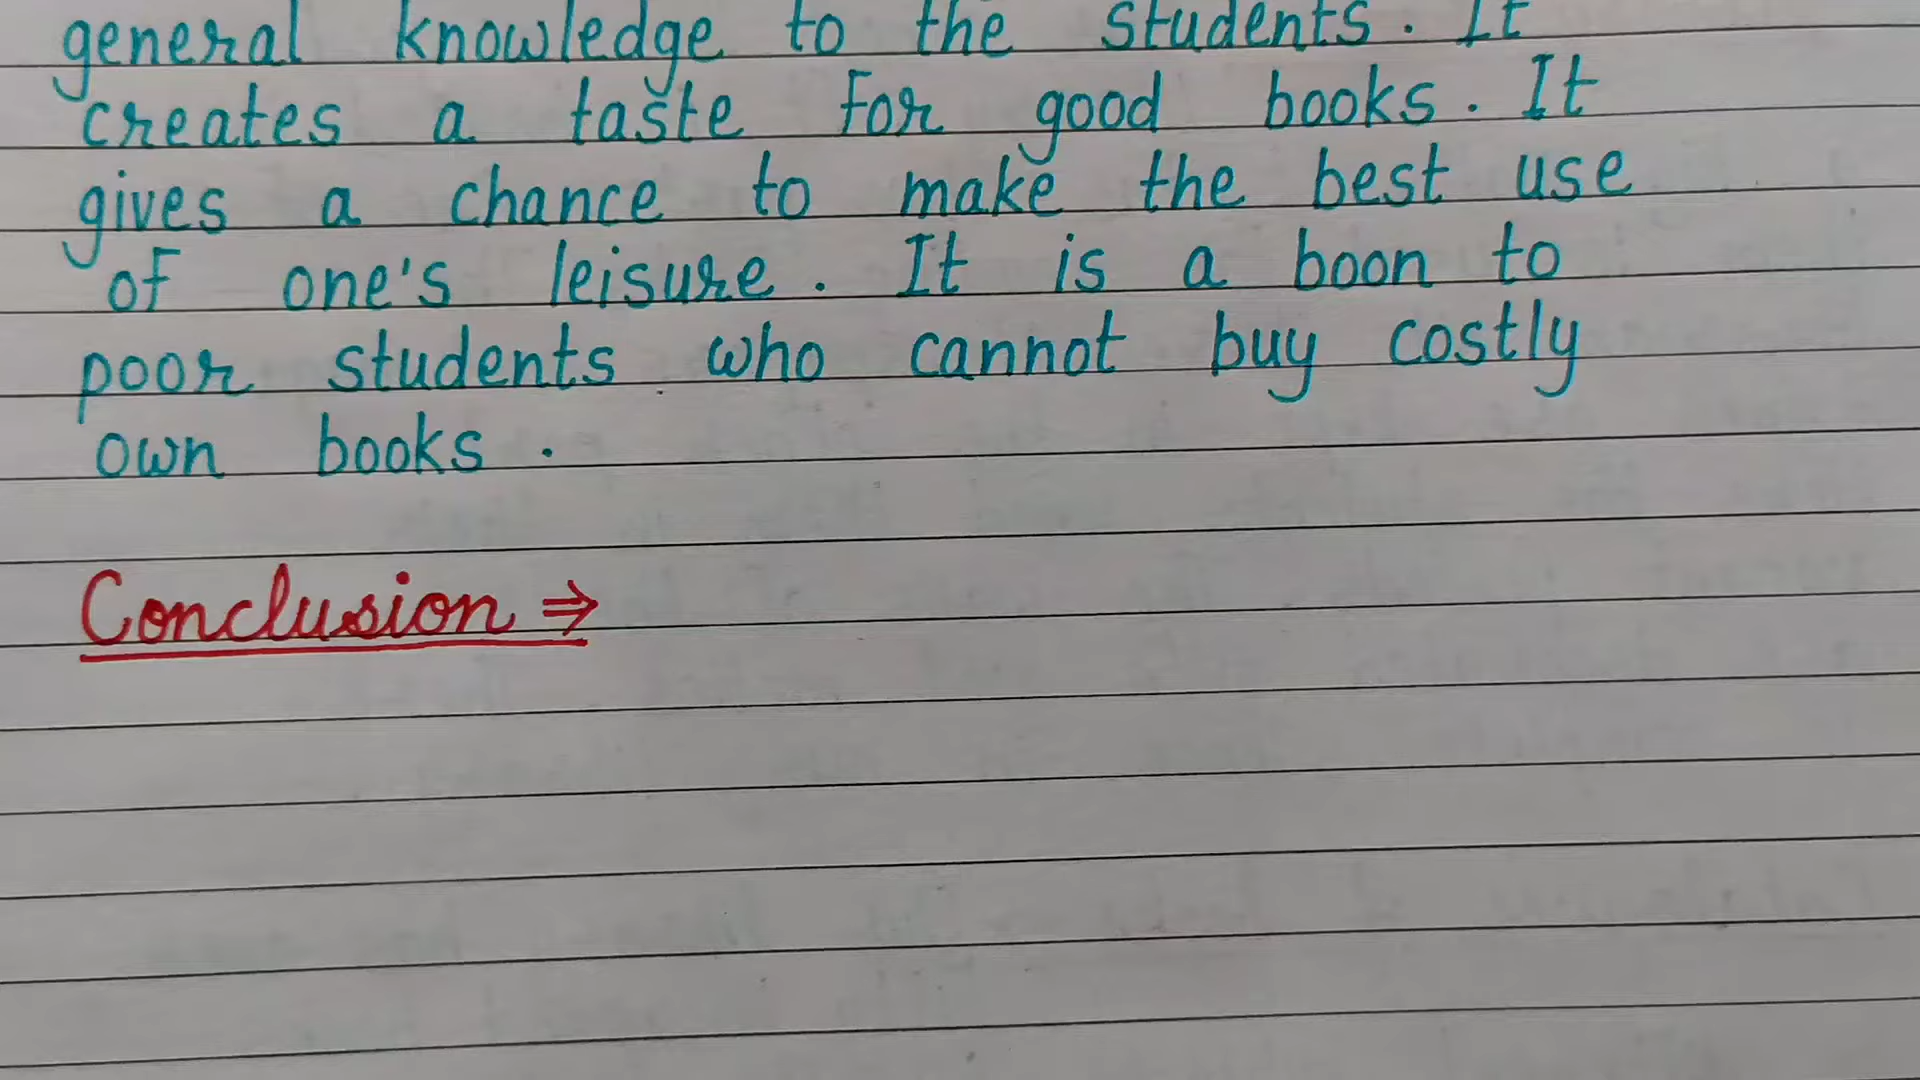 general knowledge to the students. It
creates a taste for good books. It
gives a chance to make the best use
of one's leisure. It is a boon to
poor students who cannot buy costly
own books.
Conclusion ⇒